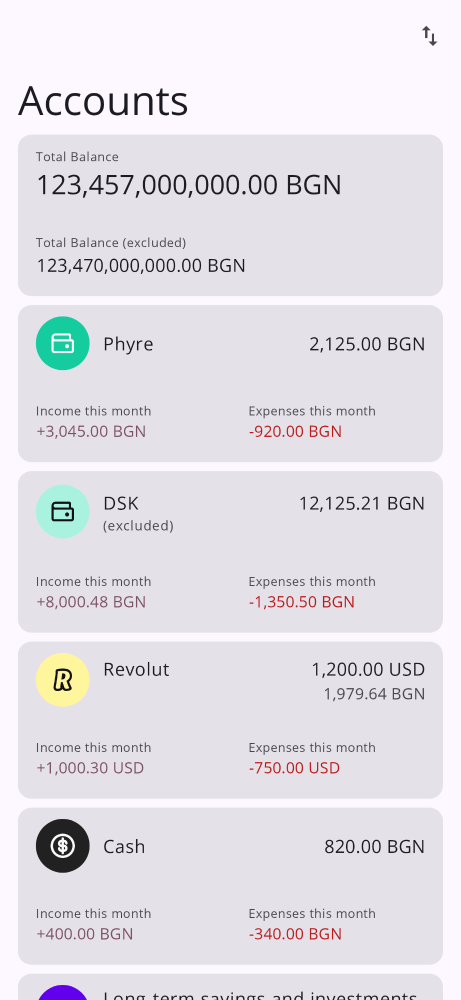 Accounts
Total Balance
123,457,000,000.00 BGN
Total Balance (excluded)
123,470,000,000.00 BGN
Phyre
2,125.00 BGN
Income this month
Expenses this month
+3,045.00 BGN
-920.00 BGN
DSK
12,125.21 BGN
(excluded)
Income this month
Expenses this month
+8,000.48 BGN
-1,350.50 BGN
R
Revolut
1,200.00 USD
1,979.64 BGN
Income this month
Expenses this month
+1,000.30 USD
-750.00 USD
Cash
820.00 BGN
Income this month
Expenses this month
+400.00 BGN
-340.00 BGN
Long-term savings and investments